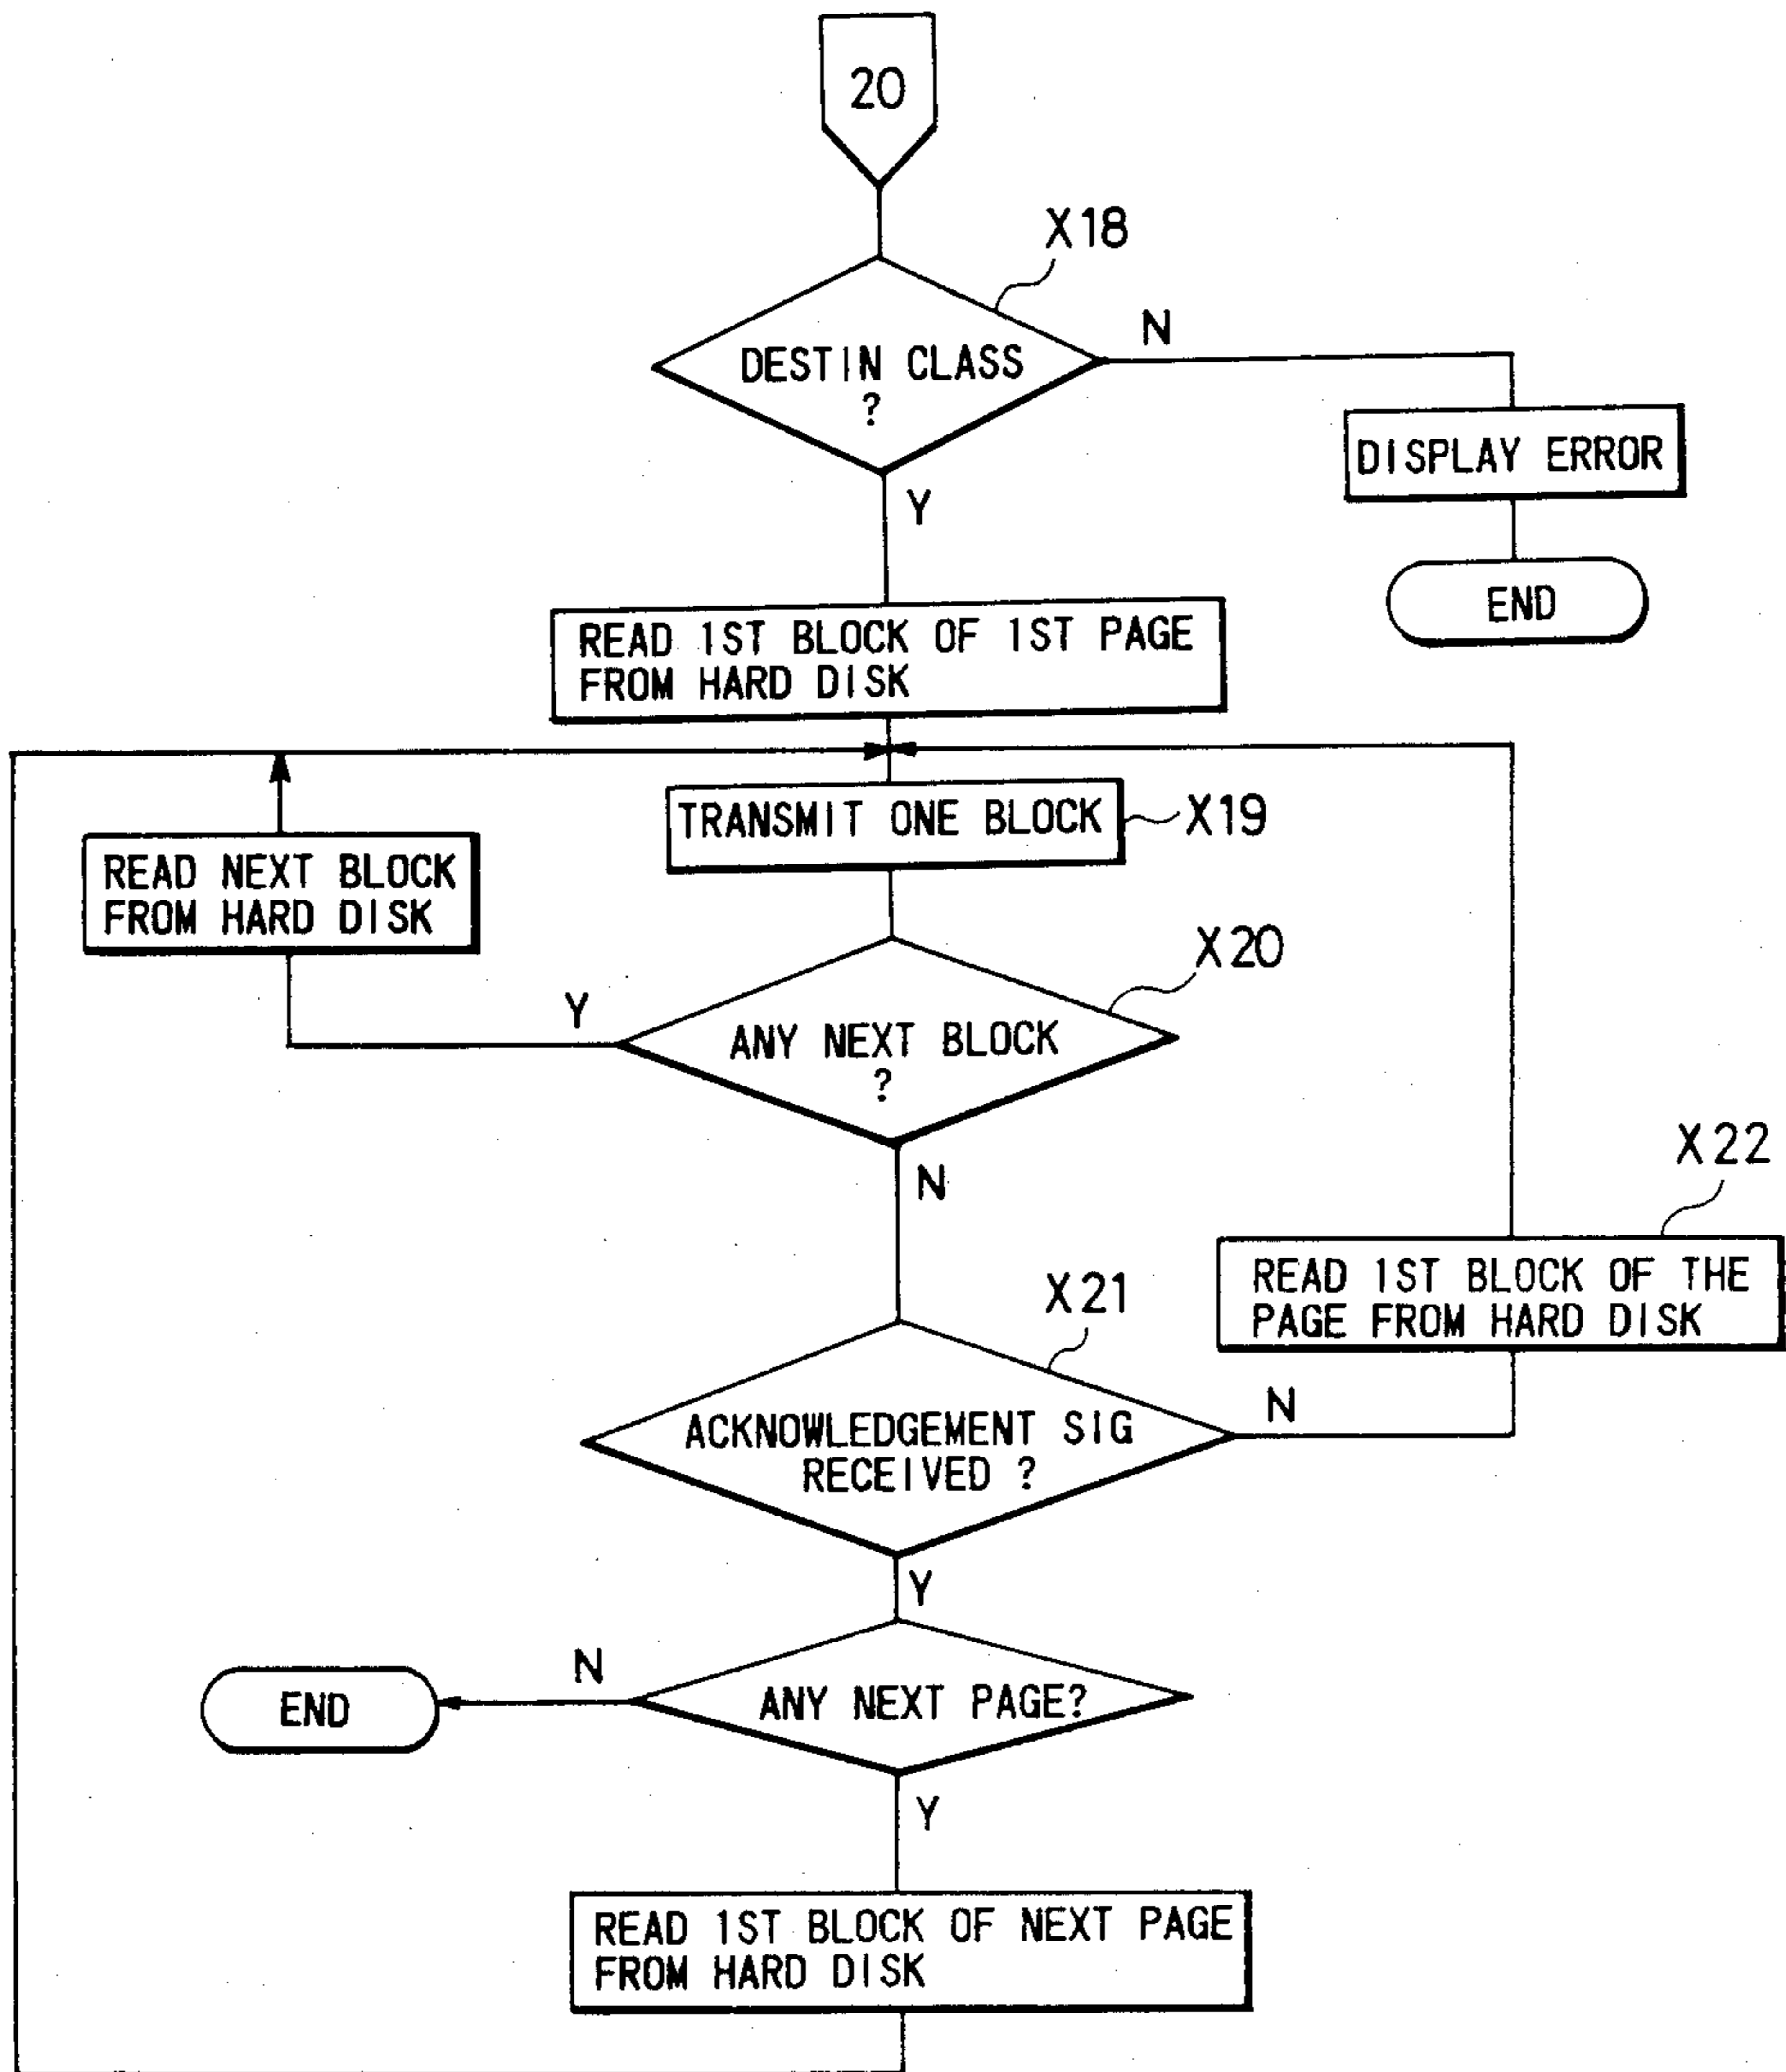 20
X18
N
DESTIN CLASS
?
DISPLAY ERROR
Y
END
READ 1ST BLOCK OF 1ST PAGE
FROM HARD DISK
TRANSMIT ONE BLOCK
X19
READ NEXT BLOCK
FROM HARD DISK
X20
Y
ANY NEXT BLOCK
?
N
X22
READ 1ST BLOCK OF THE
PAGE FROM HARD DISK
X21
N
ACKNOWLEDGEMENT SIG
RECEIVED ?
Y
N
END
ANY NEXT PAGE?
Y
READ 1ST BLOCK OF NEXT PAGE
FROM HARD DISK